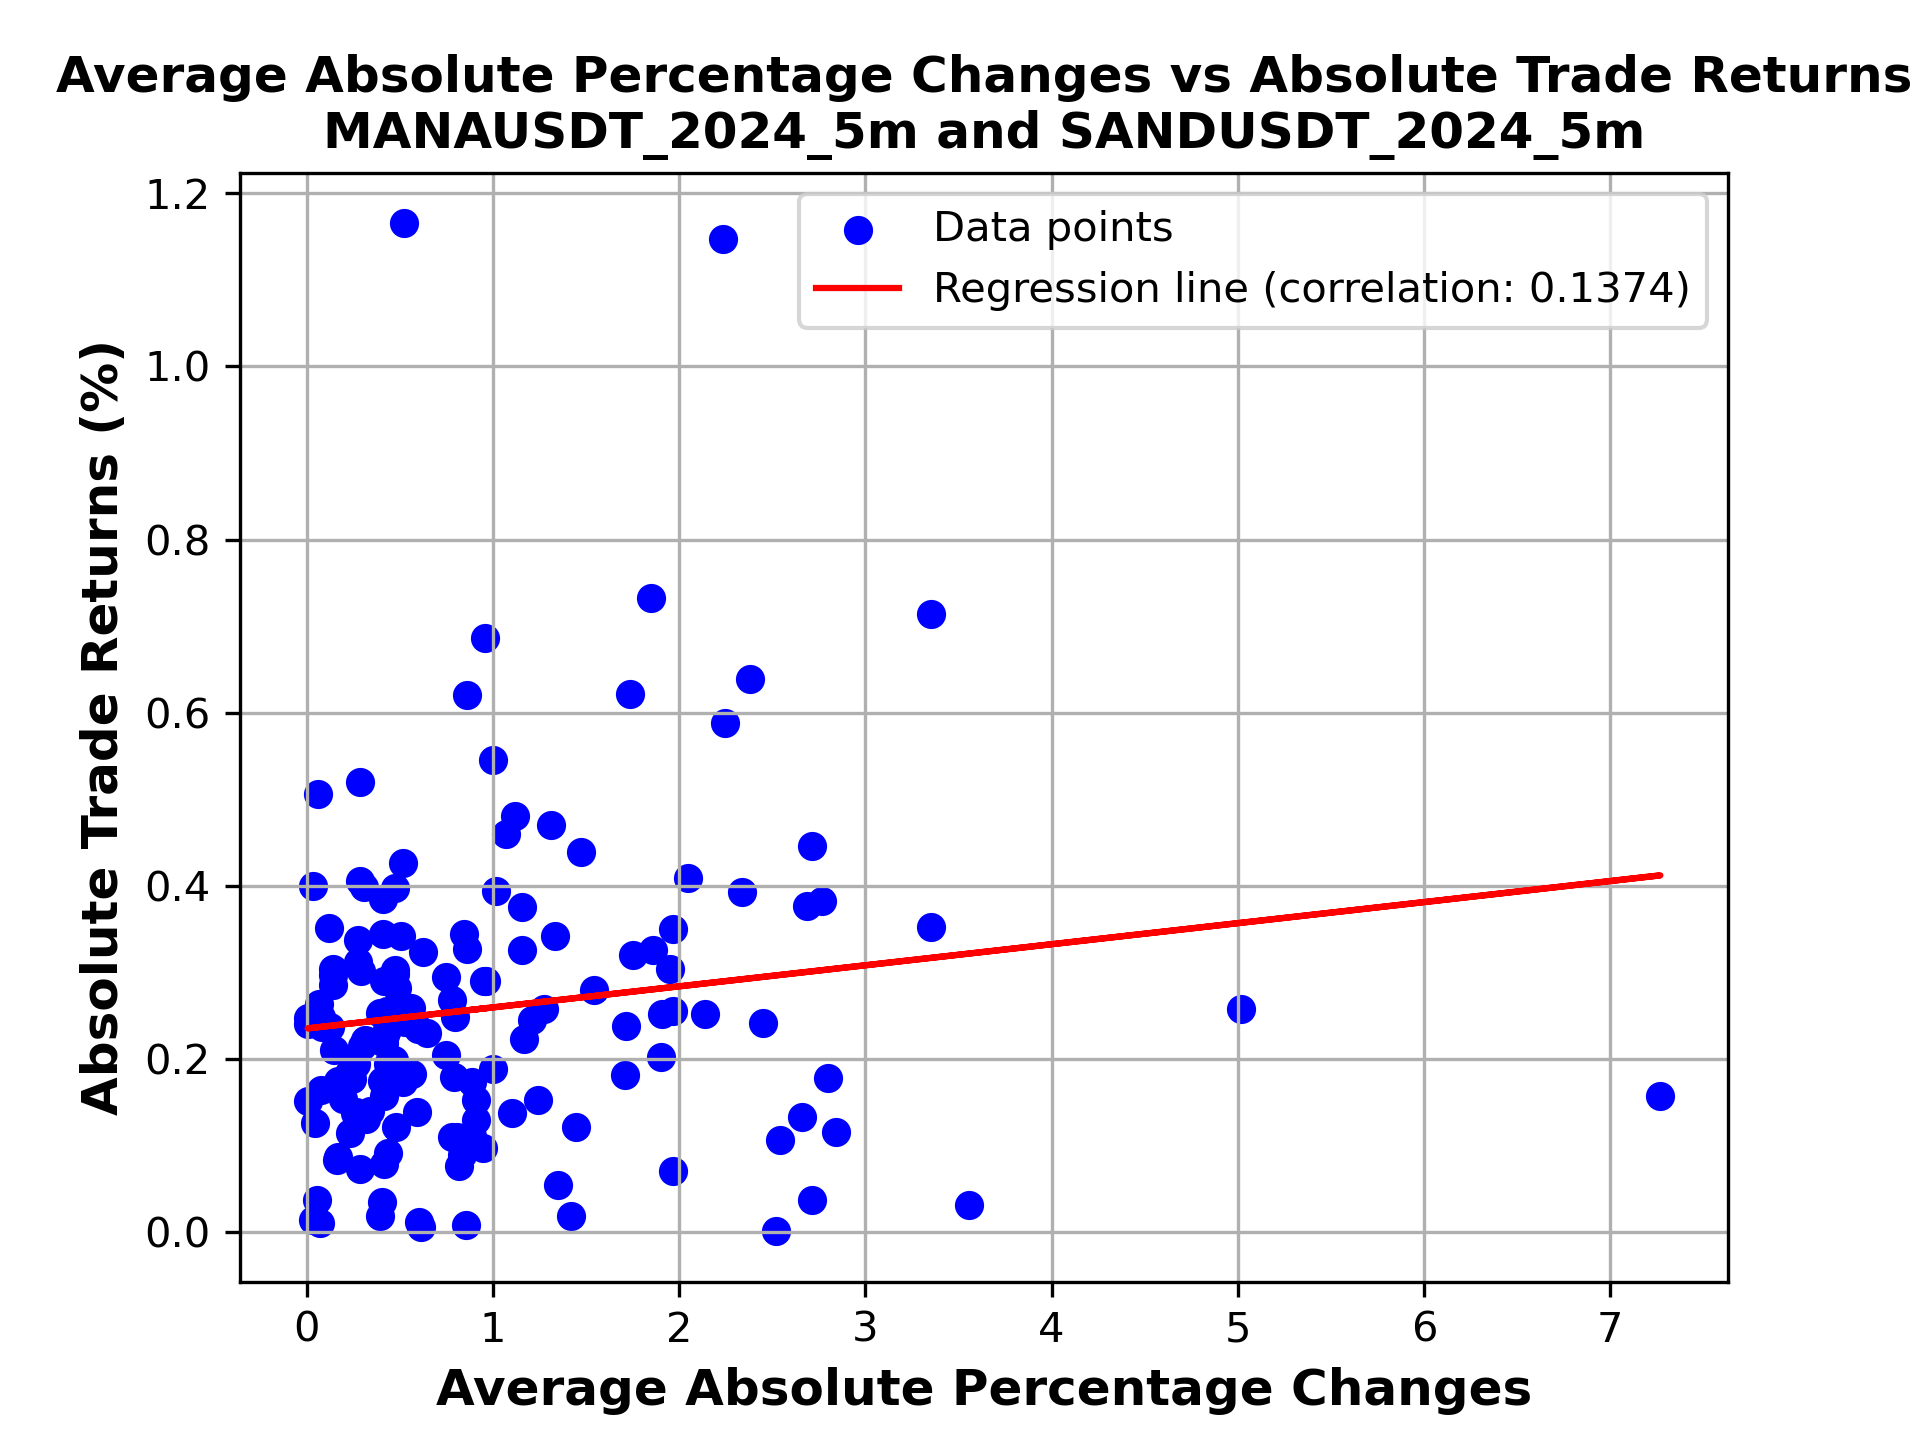 Average Absolute Percentage Changes vs Absolute Trade Returns
MANAUSDT_2024_5m and SANDUSDT_2024_5m
Data points
Regression line (correlation: 0.1374)
Absolute Trade Returns (%)
1.2
1.0
0.8
0.6
0.4
0.2
0.0
0 1 2 3 4 5 6 7
Average Absolute Percentage Changes